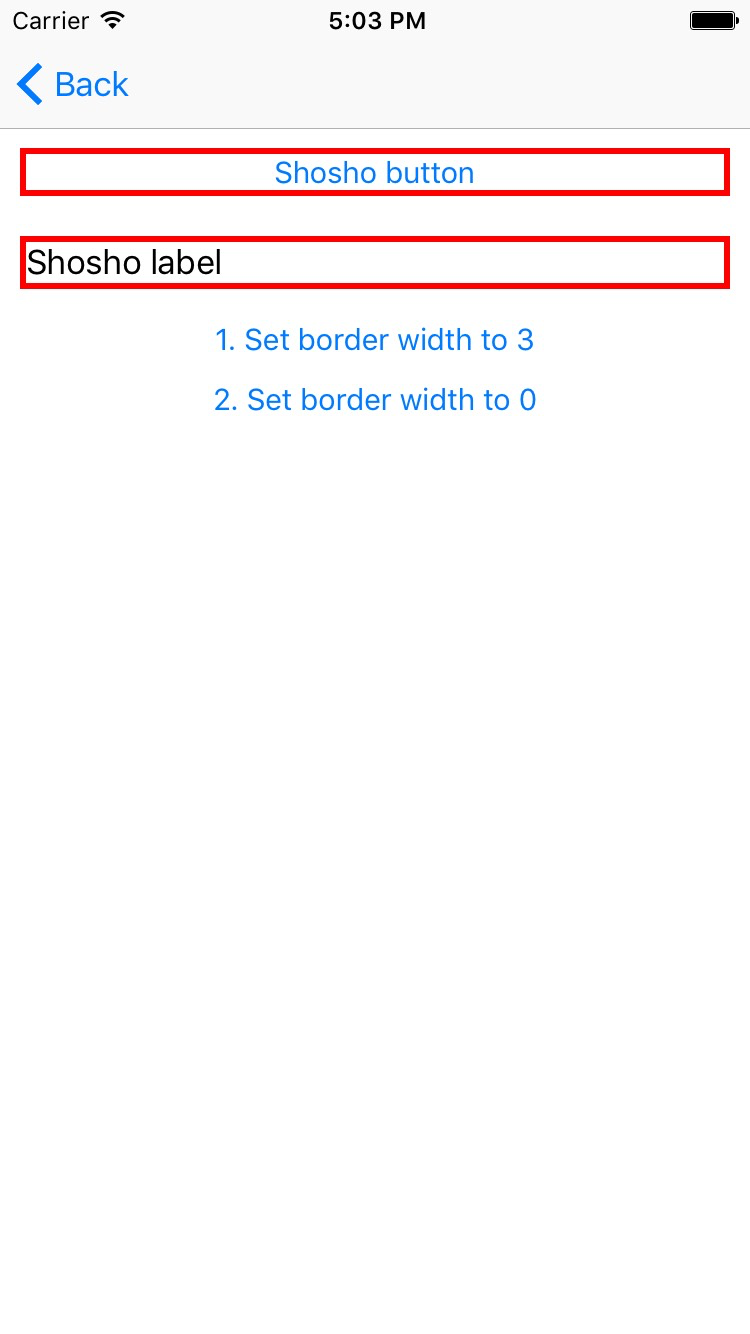 Carrier 5:03 PM
Back
Shosho button
Shosho label
1. Set border width to 3
2. Set border width to 0